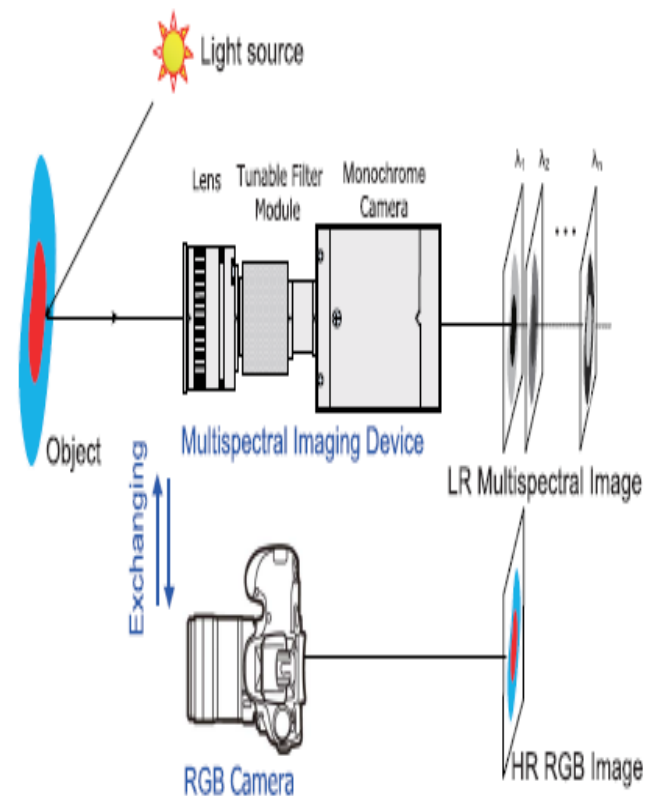 Light source
Lens
Tunable Filter
Module
Monochrome
Camera
λ1
λ2
...
λn
Object
Multispectral Imaging Device
LR Multispectral Image
Exchanging
RGB Camera
HR RGB Image